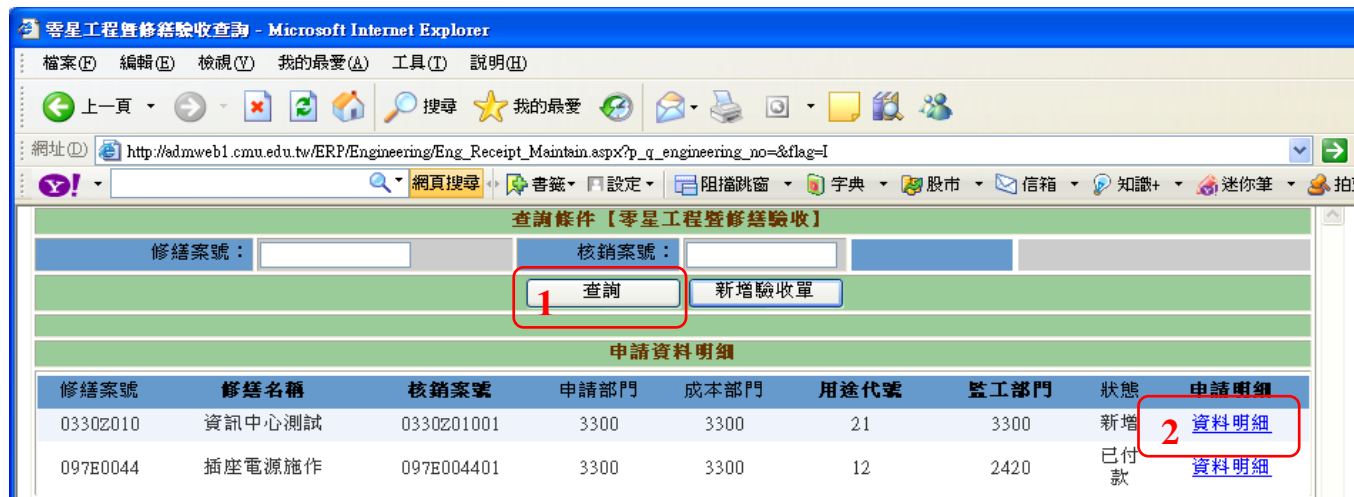 零星工程暨修繕驗收查詢 - Microsoft Internet Explorer
檔案(F) 編輯(E) 檢視(V) 我的最愛(A) 工具(T) 說明(H)
上一頁 搜尋 我的最愛
網址(D) http://admweb1.cmu.edu.tw/ERP/Engineering/Eng_Receipt_Maintain.aspx?p_q_engineering_no=&flag=I
Y! 網頁搜尋 書籤 設定 阻擋跳窗 字典 股市 信箱 知識+ 迷你筆
查詢條件【零星工程暨修繕驗收】
修繕案號： 核銷案號：
1 查詢 新增驗收單
申請資料明細
修繕案號 修繕名稱 核銷案號 申請部門 成本部門 用途代號 監工部門 狀態 申請明細
0330Z010 資訊中心測試 0330Z01001 3300 3300 21 3300 新增 2 資料明細
097E0044 插座電源施作 097E004401 3300 3300 12 2420 已付款 資料明細